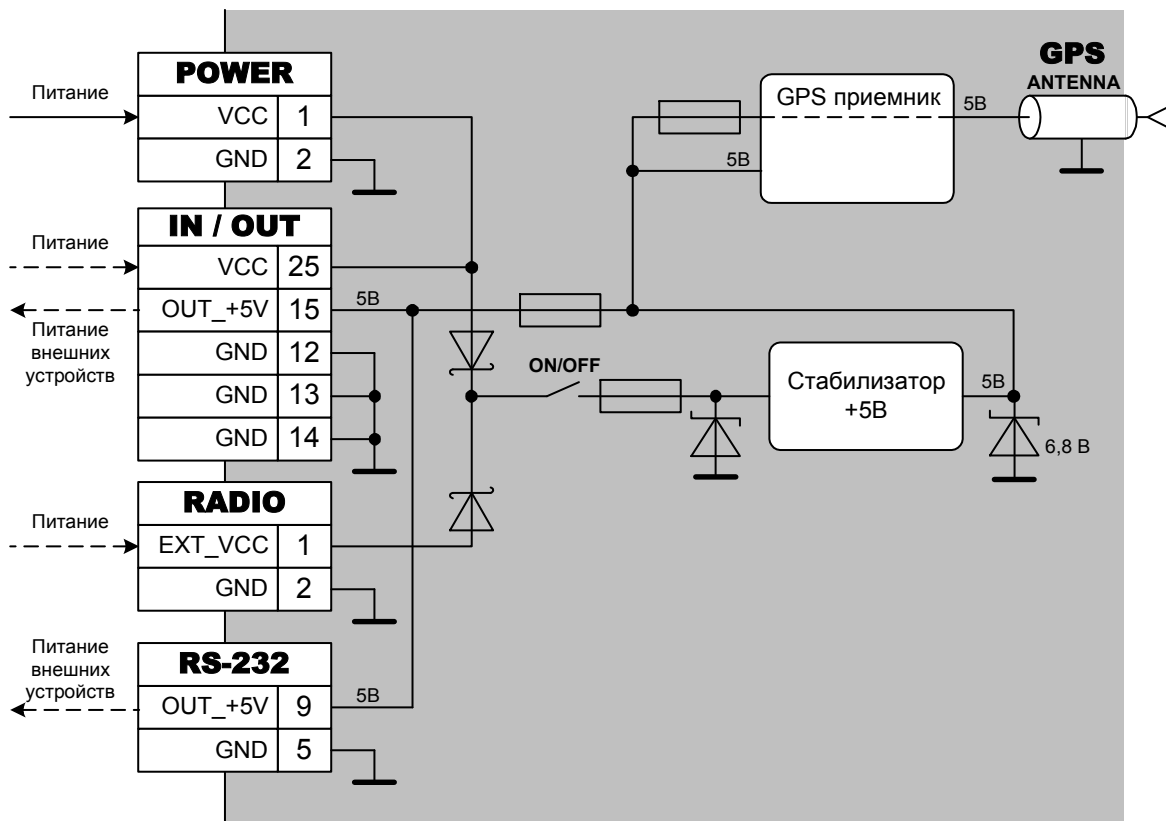 POWER
Питание
VCC 1
GND 2
IN / OUT
Питание
VCC 25
OUT_+5V 15 5В
Питание
внешних
устройств
GND 12
GND 13
GND 14
RADIO
Питание
EXT_VCC 1
GND 2
RS-232
Питание
внешних
устройств
OUT_+5V 9 5В
GND 5
GPS приемник
5В
5В
GPS
ANTENNA
ON/OFF
Стабилизатор
+5В
5В
6,8 В